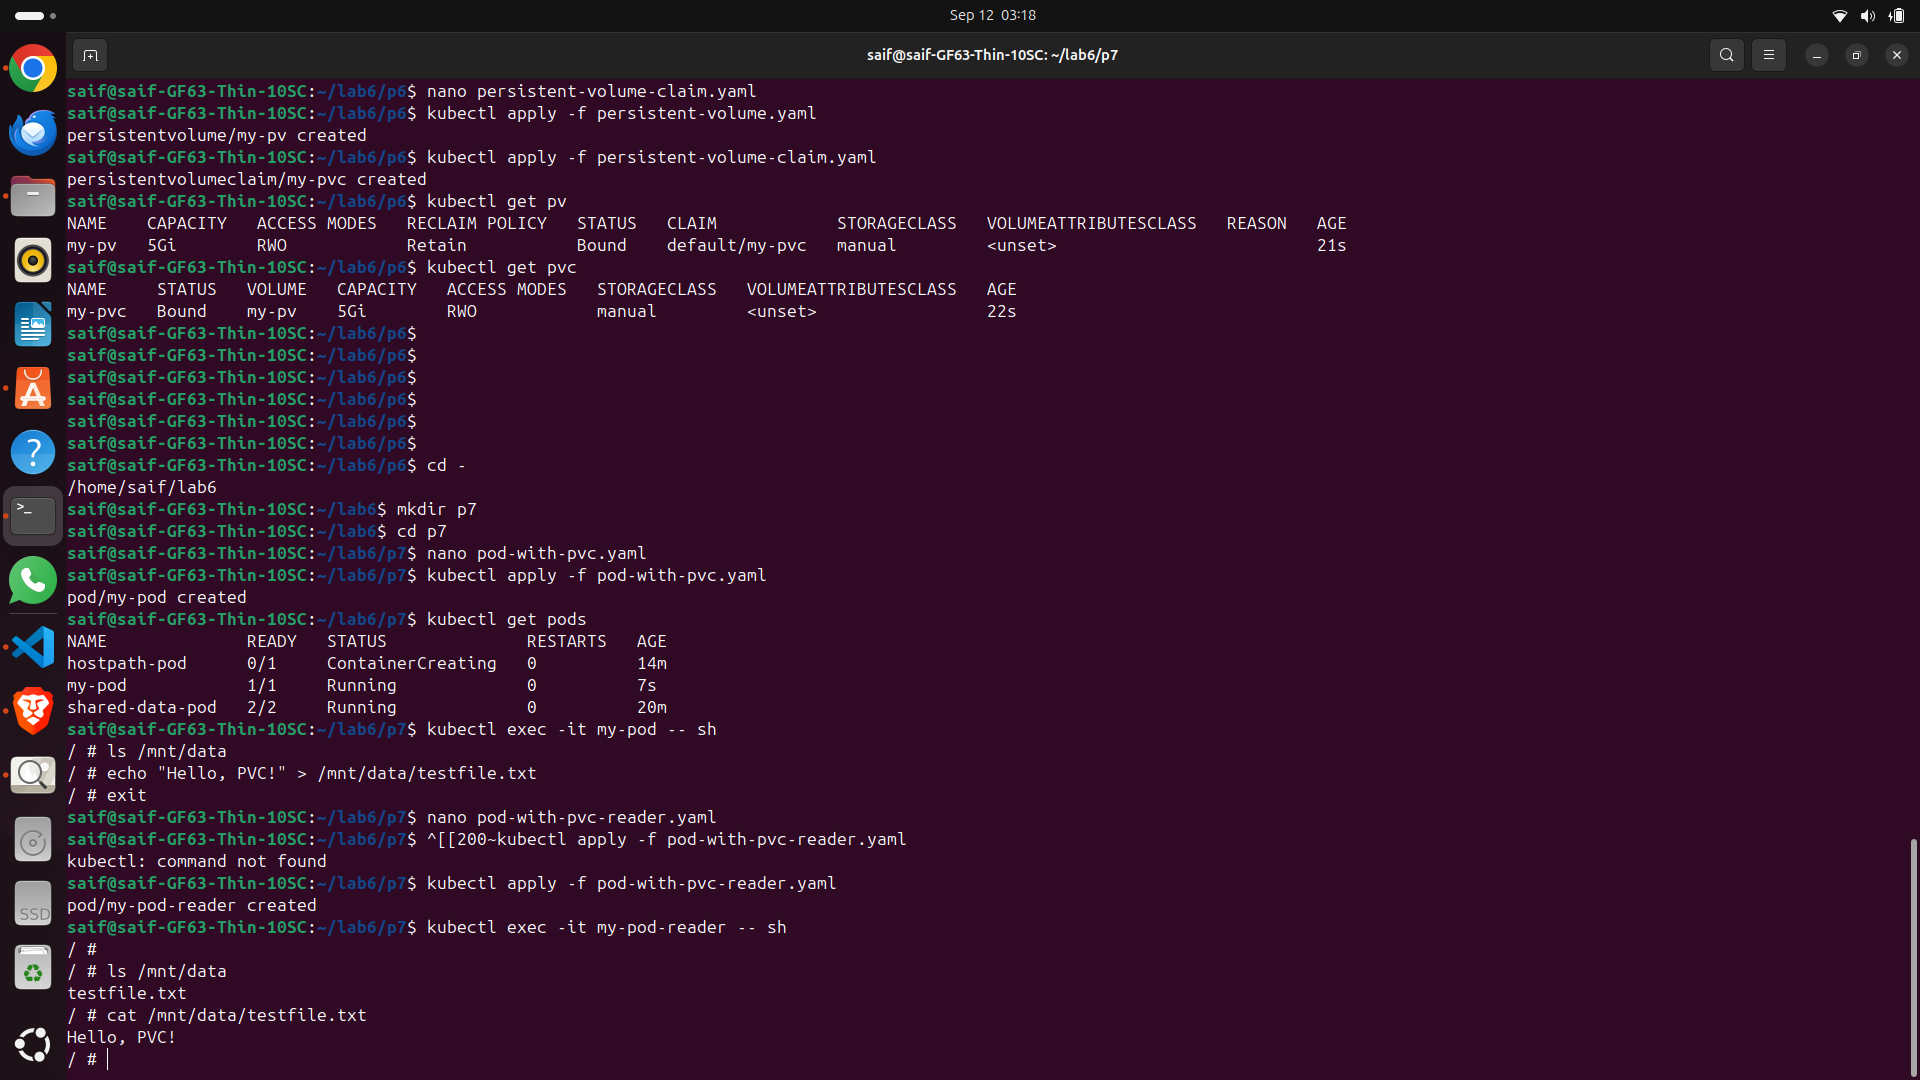 Sep 12 03:18
saif@saif-GF63-Thin-10SC: ~/lab6/p7
saif@saif-GF63-Thin-10SC:~/lab6/p6$ nano persistent-volume-claim.yaml
saif@saif-GF63-Thin-10SC:~/lab6/p6$ kubectl apply -f persistent-volume.yaml
persistentvolume/my-pv created
saif@saif-GF63-Thin-10SC:~/lab6/p6$ kubectl apply -f persistent-volume-claim.yaml
persistentvolumeclaim/my-pvc created
saif@saif-GF63-Thin-10SC:~/lab6/p6$ kubectl get pv
NAME    CAPACITY   ACCESS MODES   RECLAIM POLICY   STATUS   CLAIM            STORAGECLASS   VOLUMEATTRIBUTESCLASS   REASON   AGE
my-pv   5Gi        RWO            Retain           Bound    default/my-pvc   manual         <unset>                          21s
saif@saif-GF63-Thin-10SC:~/lab6/p6$ kubectl get pvc
NAME     STATUS   VOLUME   CAPACITY   ACCESS MODES   STORAGECLASS   VOLUMEATTRIBUTESCLASS   AGE
my-pvc   Bound    my-pv    5Gi        RWO            manual         <unset>                 22s
saif@saif-GF63-Thin-10SC:~/lab6/p6$
saif@saif-GF63-Thin-10SC:~/lab6/p6$
saif@saif-GF63-Thin-10SC:~/lab6/p6$
saif@saif-GF63-Thin-10SC:~/lab6/p6$
saif@saif-GF63-Thin-10SC:~/lab6/p6$
saif@saif-GF63-Thin-10SC:~/lab6/p6$
saif@saif-GF63-Thin-10SC:~/lab6/p6$ cd -
/home/saif/lab6
saif@saif-GF63-Thin-10SC:~/lab6$ mkdir p7
saif@saif-GF63-Thin-10SC:~/lab6$ cd p7
saif@saif-GF63-Thin-10SC:~/lab6/p7$ nano pod-with-pvc.yaml
saif@saif-GF63-Thin-10SC:~/lab6/p7$ kubectl apply -f pod-with-pvc.yaml
pod/my-pod created
saif@saif-GF63-Thin-10SC:~/lab6/p7$ kubectl get pods
NAME              READY   STATUS              RESTARTS   AGE
hostpath-pod      0/1     ContainerCreating   0          14m
my-pod            1/1     Running             0          7s
shared-data-pod   2/2     Running             0          20m
saif@saif-GF63-Thin-10SC:~/lab6/p7$ kubectl exec -it my-pod -- sh
/ # ls /mnt/data
/ # echo "Hello, PVC!" > /mnt/data/testfile.txt
/ # exit
saif@saif-GF63-Thin-10SC:~/lab6/p7$ nano pod-with-pvc-reader.yaml
saif@saif-GF63-Thin-10SC:~/lab6/p7$ ^[[200~kubectl apply -f pod-with-pvc-reader.yaml
kubectl: command not found
saif@saif-GF63-Thin-10SC:~/lab6/p7$ kubectl apply -f pod-with-pvc-reader.yaml
pod/my-pod-reader created
saif@saif-GF63-Thin-10SC:~/lab6/p7$ kubectl exec -it my-pod-reader -- sh
/ #
/ # ls /mnt/data
testfile.txt
/ # cat /mnt/data/testfile.txt
Hello, PVC!
/ #
SSD